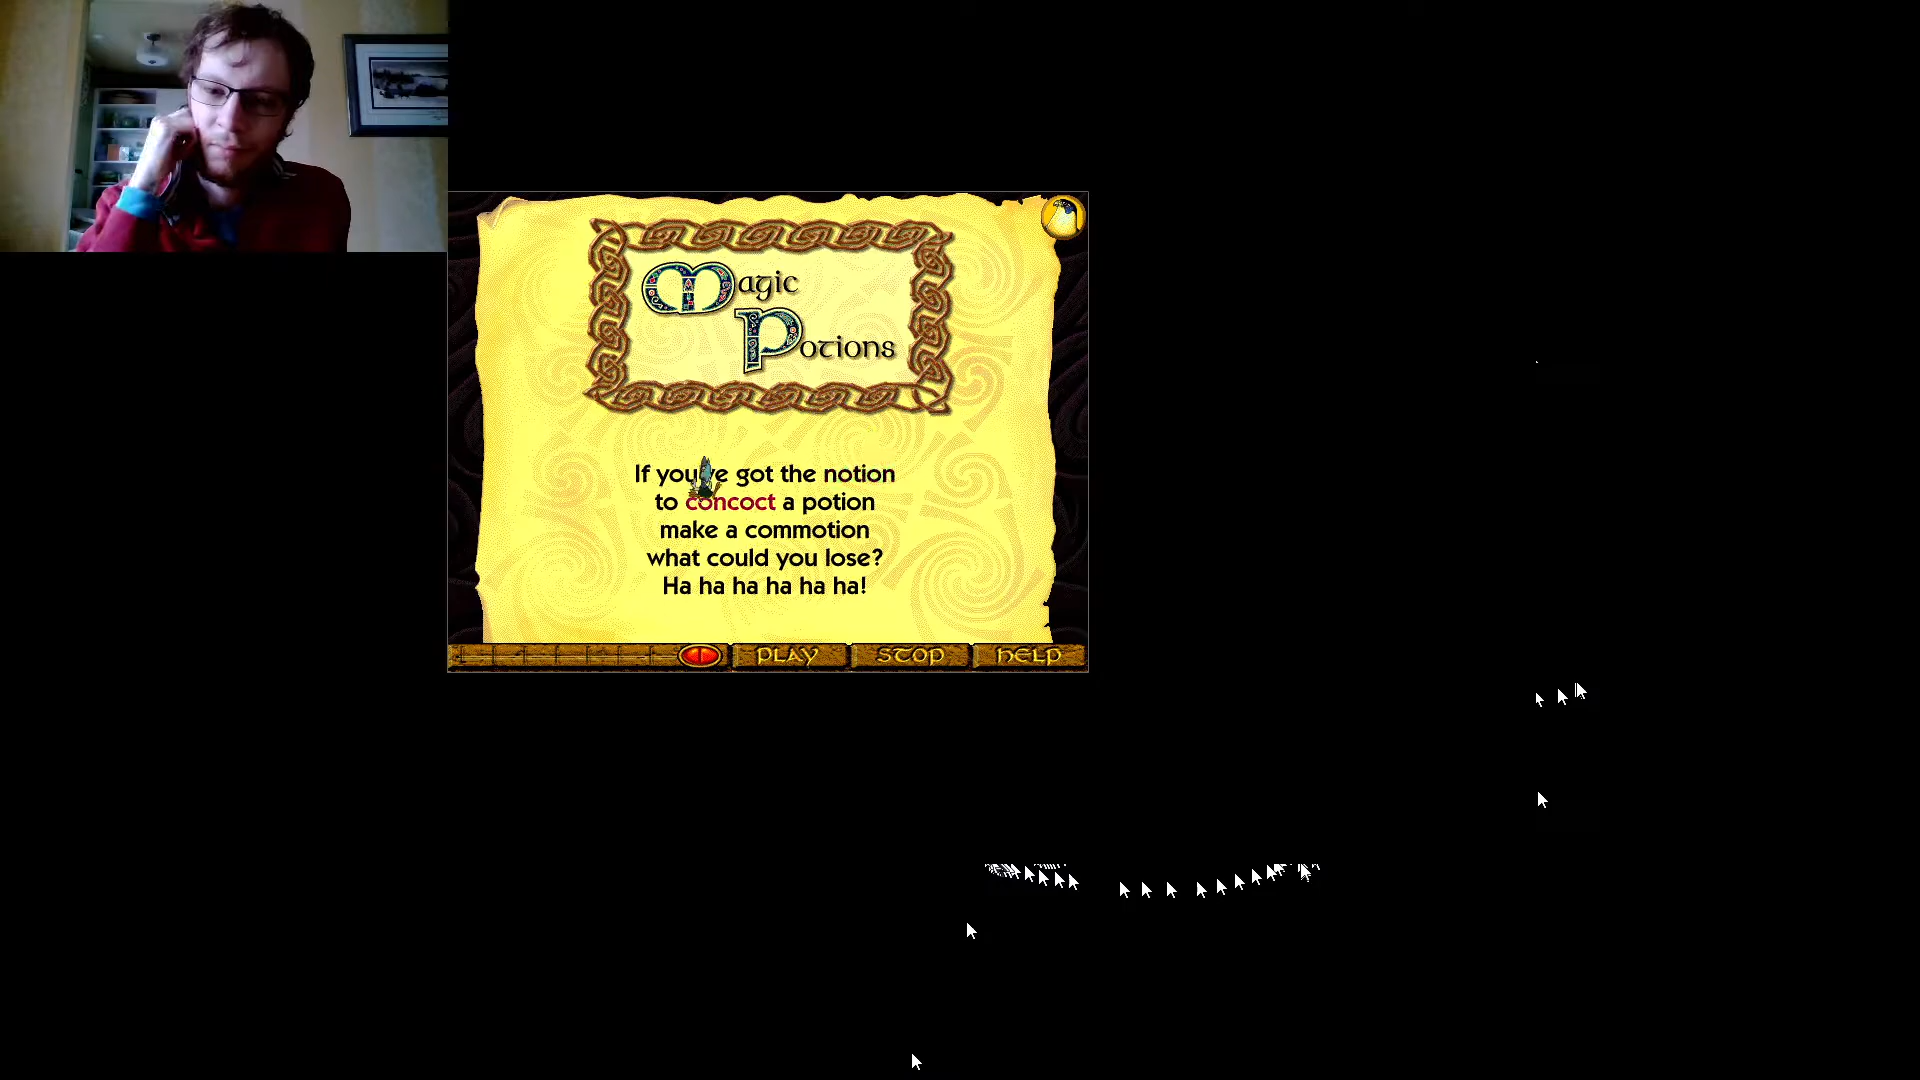 Magic
Potions
If you've got the notion
to concoct a potion
make a commotion
what could you lose?
Ha ha ha ha ha ha!
PLAY STOP HELP